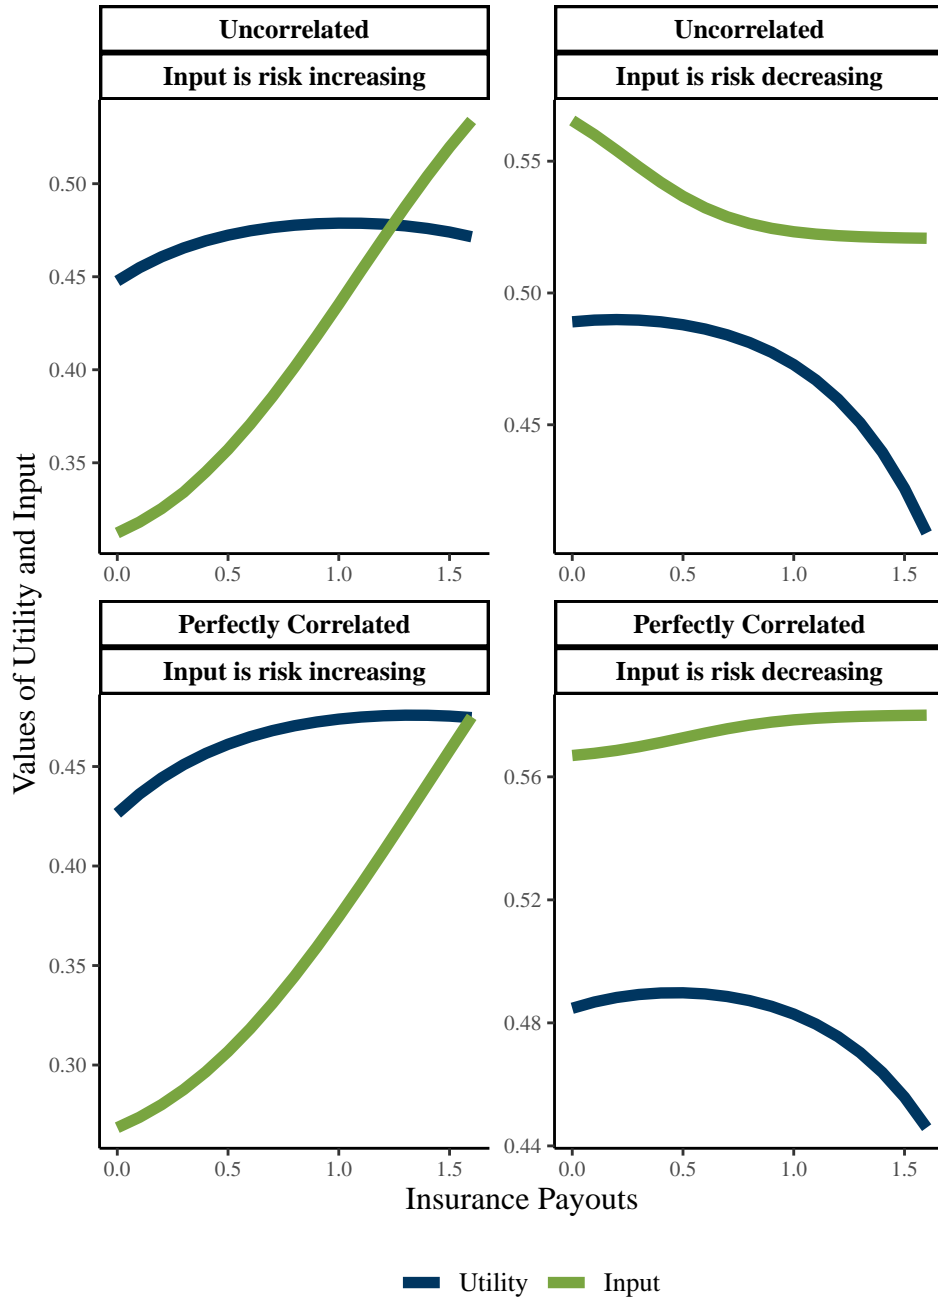 Uncorrelated
Input is risk increasing
Uncorrelated
Input is risk decreasing
0.50
0.45
0.40
0.35
0.0 0.5 1.0 1.5
0.55
0.50
0.45
0.0 0.5 1.0 1.5
Perfectly Correlated
Input is risk increasing
Perfectly Correlated
Input is risk decreasing
0.45
0.40
0.35
0.30
0.0 0.5 1.0 1.5
0.56
0.52
0.48
0.44
0.0 0.5 1.0 1.5
Values of Utility and Input
Insurance Payouts
Utility Input